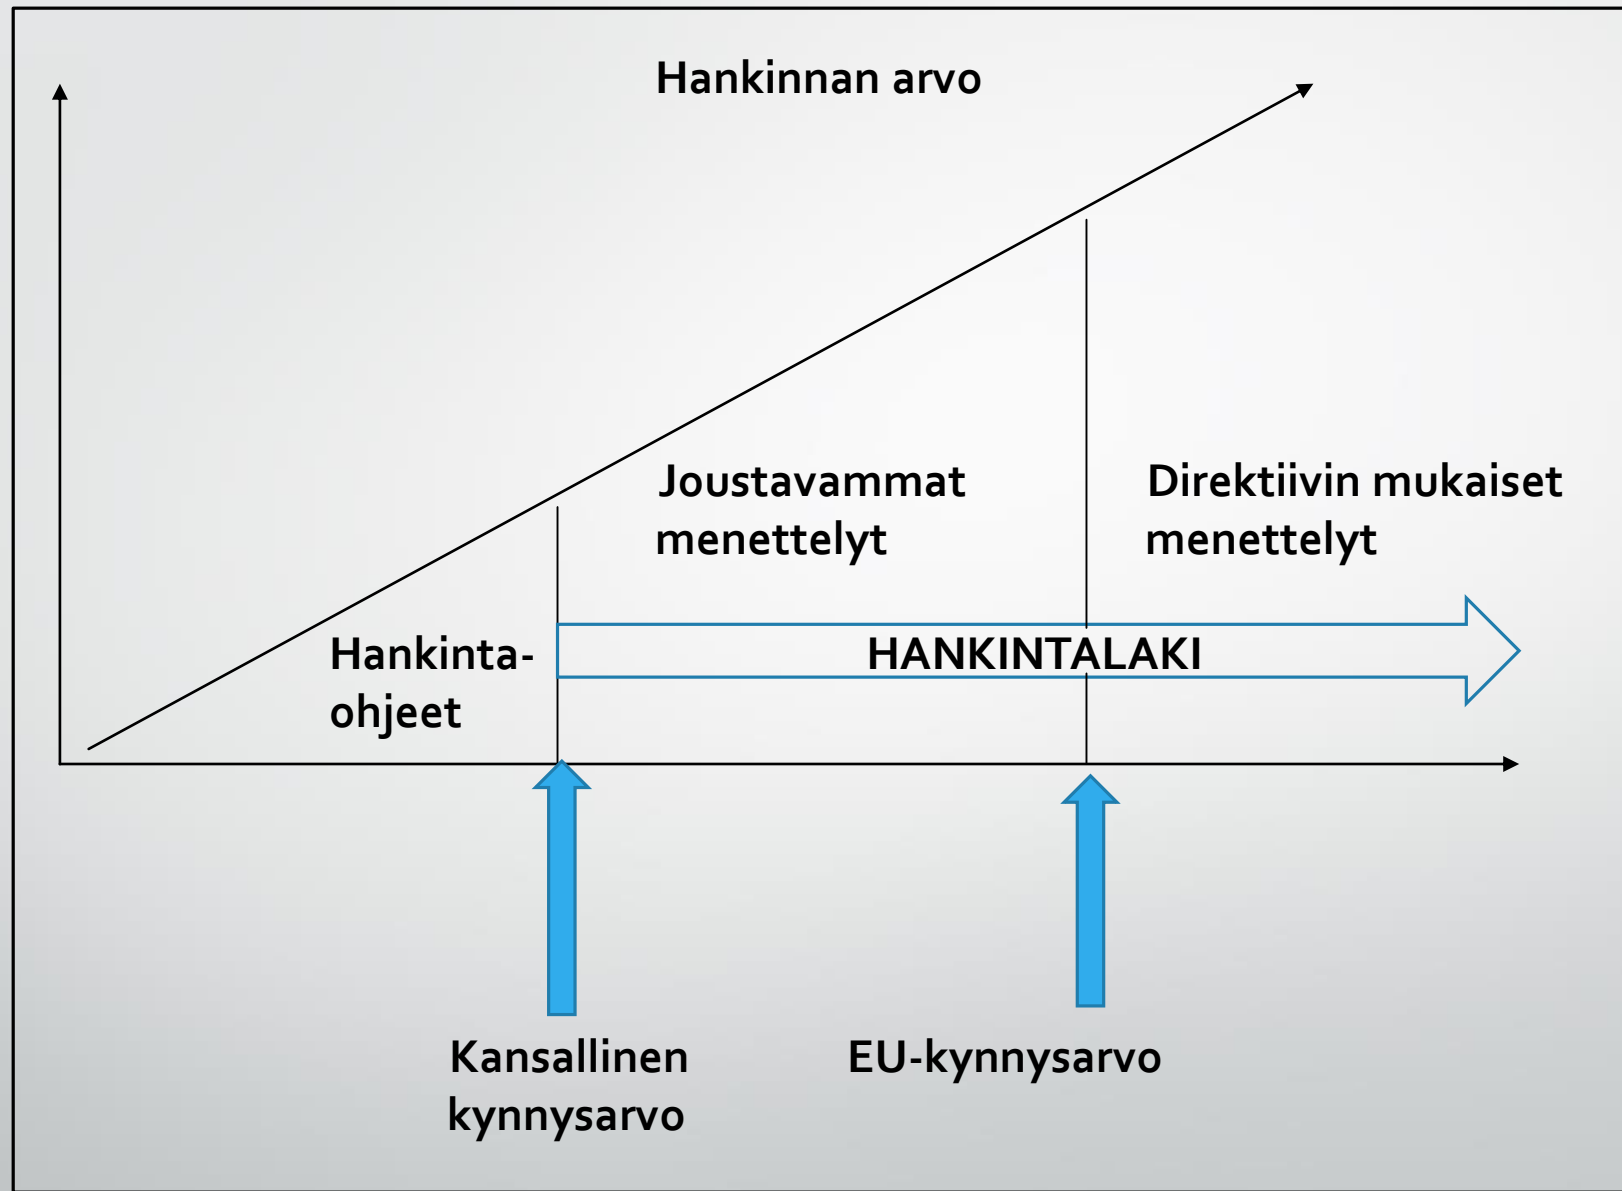 Hankinnan arvo
Joustavammat
menettelyt
Direktiivin mukaiset
menettelyt
Hankinta-
ohjeet
HANKINTALAKI
Kansallinen
kynnysarvo
EU-kynnysarvo